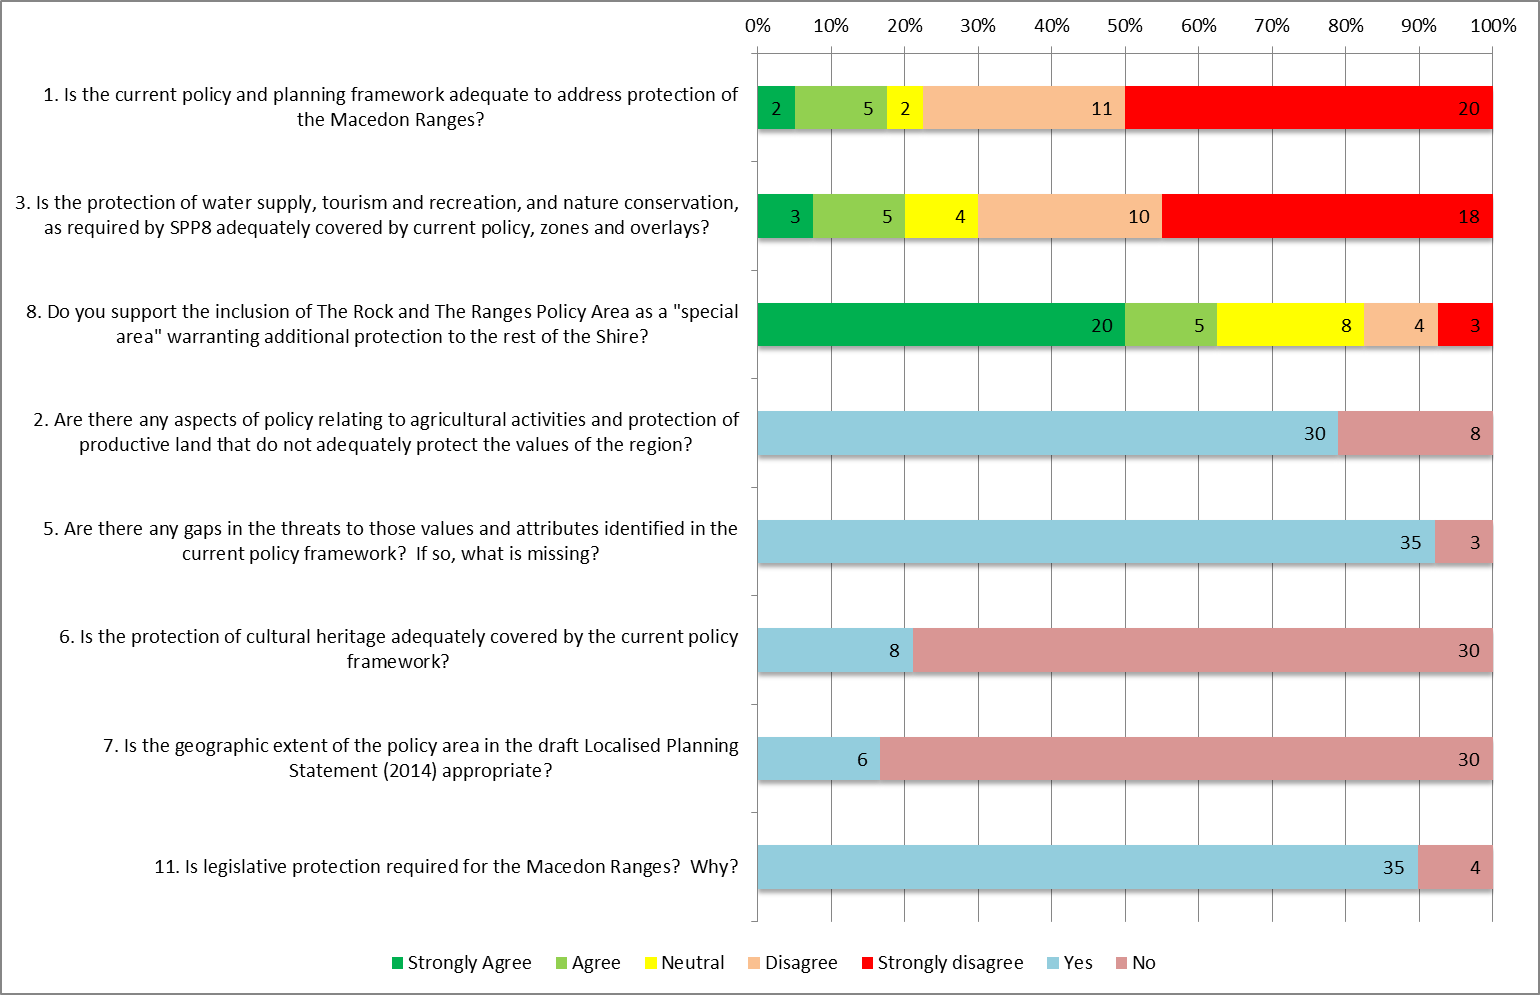 0% 10% 20% 30% 40% 50% 60% 70% 80% 90% 100%
1. Is the current policy and planning framework adequate to address protection of
the Macedon Ranges?
2 5 2 11 20
3. Is the protection of water supply, tourism and recreation, and nature conservation,
as required by SPP8 adequately covered by current policy, zones and overlays?
3 5 4 10 18
8. Do you support the inclusion of The Rock and The Ranges Policy Area as a "special
area" warranting additional protection to the rest of the Shire?
20 5 8 4 3
2. Are there any aspects of policy relating to agricultural activities and protection of
productive land that do not adequately protect the values of the region?
30 8
5. Are there any gaps in the threats to those values and attributes identified in the
current policy framework?  If so, what is missing?
35 3
6. Is the protection of cultural heritage adequately covered by the current policy
framework?
8 30
7. Is the geographic extent of the policy area in the draft Localised Planning
Statement (2014) appropriate?
6 30
11. Is legislative protection required for the Macedon Ranges?  Why?
35 4
Strongly Agree Agree Neutral Disagree Strongly disagree Yes No